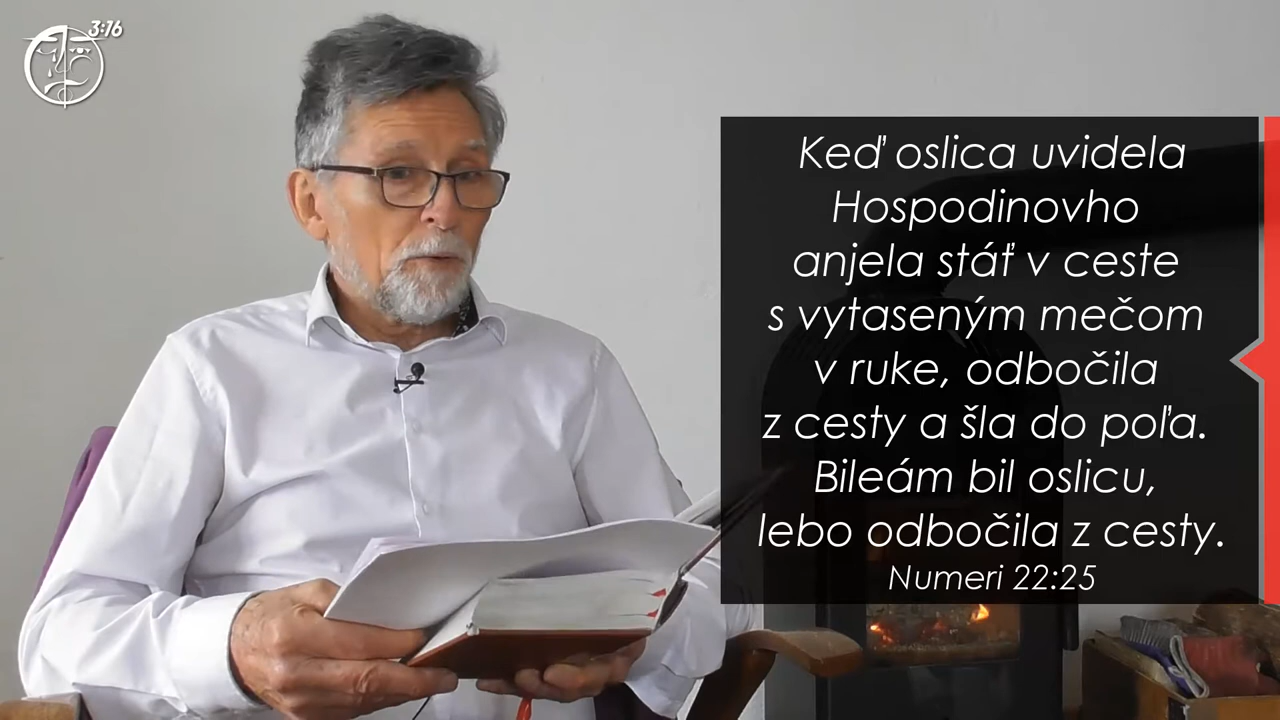 3:16
Keď oslica uvidela
Hospodinovho
anjela stáť v ceste
s vytaseným mečom
v ruke, odbočila
z cesty a šla do poľa.
Bileám bil oslicu,
lebo odbočila z cesty.
Numeri 22:25